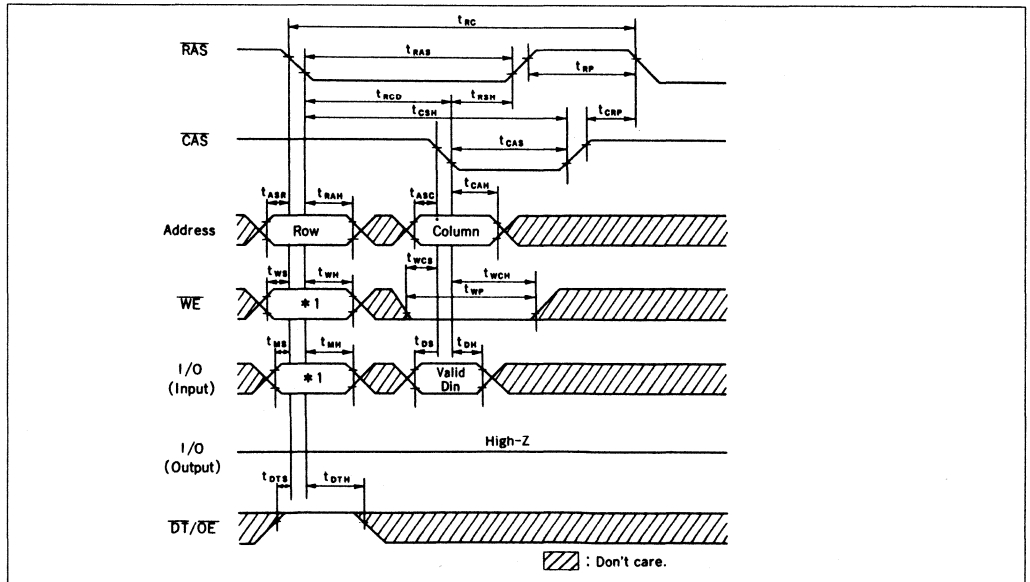 tRC
RAS
tRAS
tRP
tRCD
tRSH
tCSH
tCRP
CAS
tCAS
tASR
tRAH
tASC
tCAH
Address
Row
Column
tWS
tWH
tWCS
tWCH
tWP
WE
*1
tMS
tMH
tDS
tDH
I/O
(Input)
*1
Valid
Din
I/O
(Output)
High-Z
tDTS
tDTH
DT/OE
: Don't care.